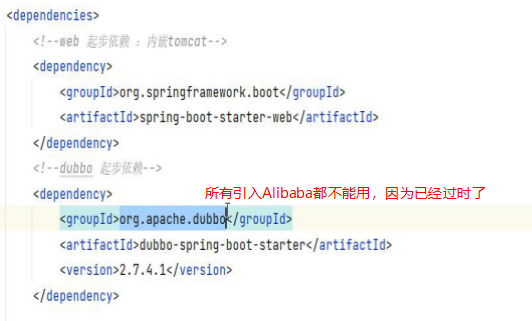 <dependencies>
<!--web 起步依赖 : 内嵌tomcat-->
<dependency>
<groupId>org.springframework.boot</groupId>
<artifactId>spring-boot-starter-web</artifactId>
</dependency>
<!--dubbo 起步依赖-->
所有引入Alibaba都不能用，因为已经过时了
<dependency>
<groupId>org.apache.dubbo</groupId>
<artifactId>dubbo-spring-boot-starter</artifactId>
<version>2.7.4.1</version>
</dependency>